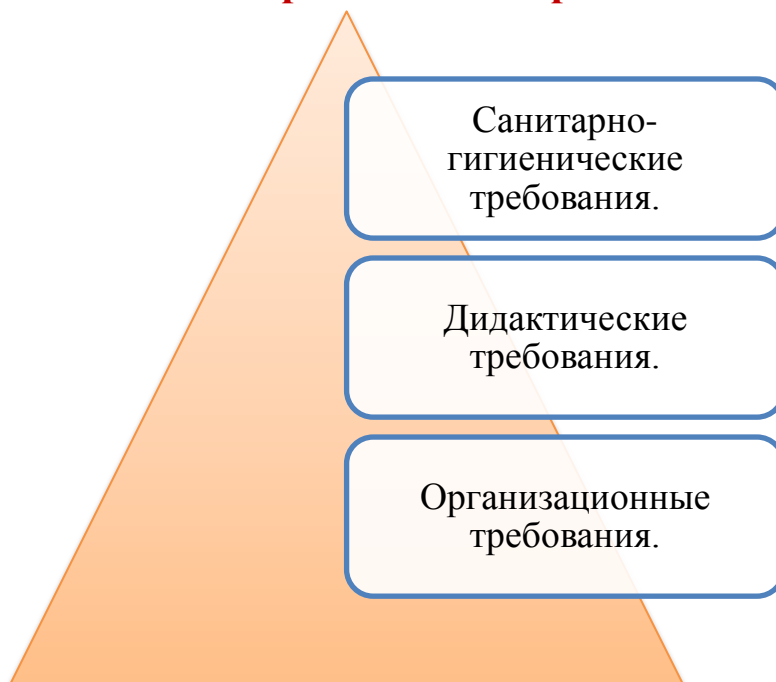 Санитарно-
гигиенические
требования.
Дидактические
требования.
Организационные
требования.